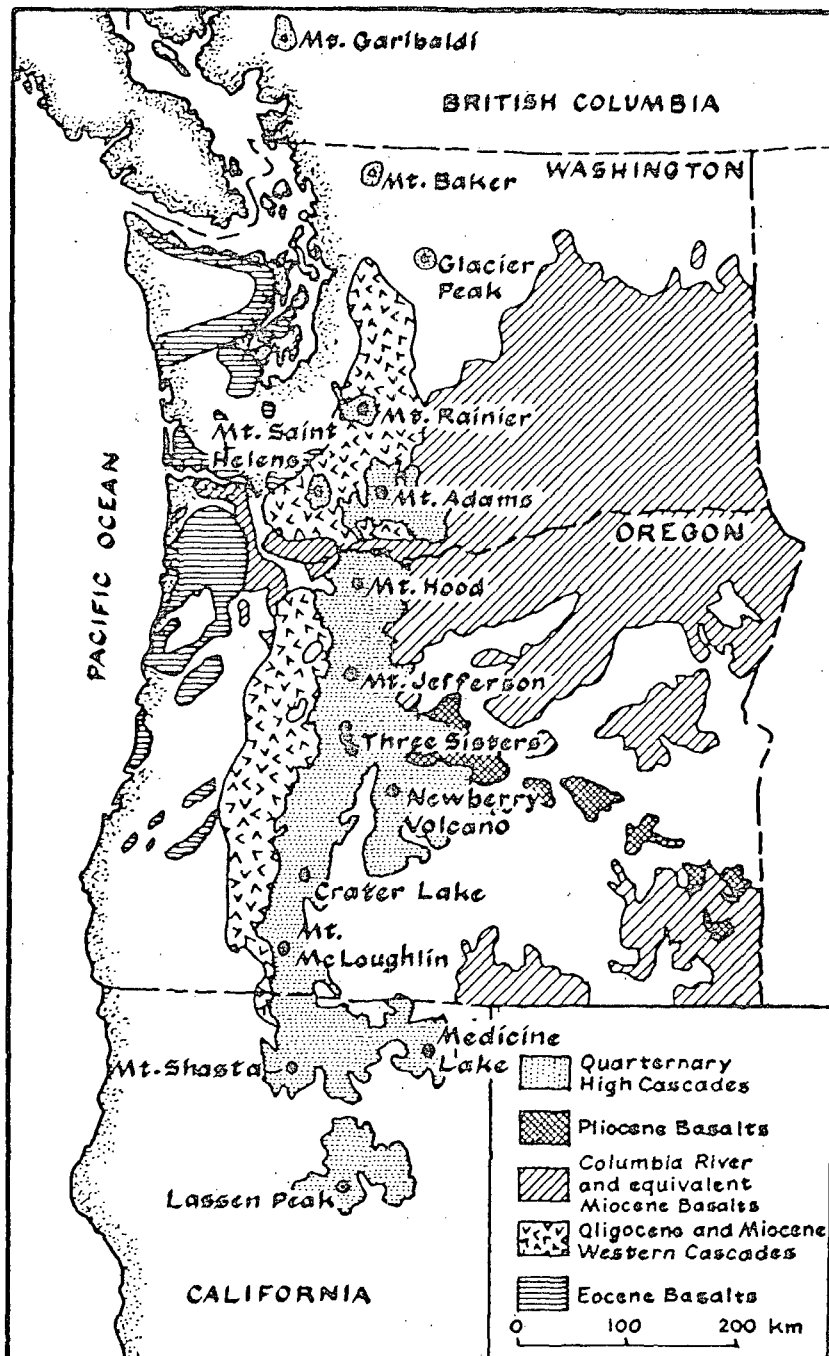 Mt. Garibaldi
BRITISH COLUMBIA
WASHINGTON
Mt. Baker
Glacier
Peak
Mt. Rainier
Mt. Saint
Helens
Mt. Adams
PACIFIC OCEAN
OREGON
Mt. Hood
Mt. Jefferson
Three Sisters
Newberry
Volcano
Crater Lake
Mt.
McLoughlin
Medicine
Lake
Mt. Shasta
Lassen Peak
CALIFORNIA
Quarternary
High Cascades
Pliocene Basalts
Columbia River
and equivalent
Miocene Basalts
Oligocene and Miocene
Western Cascades
Eocene Basalts
0 100 200 km